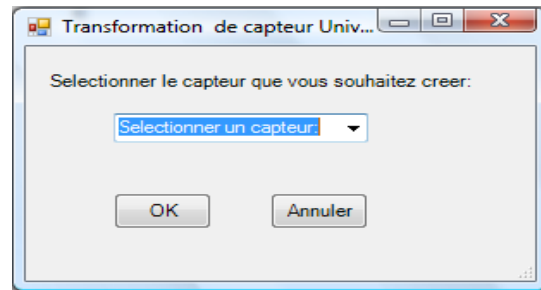 Transformation de capteur Univ...
Selectionner le capteur que vous souhaitez creer:
Selectionner un capteur:
OK Annuler